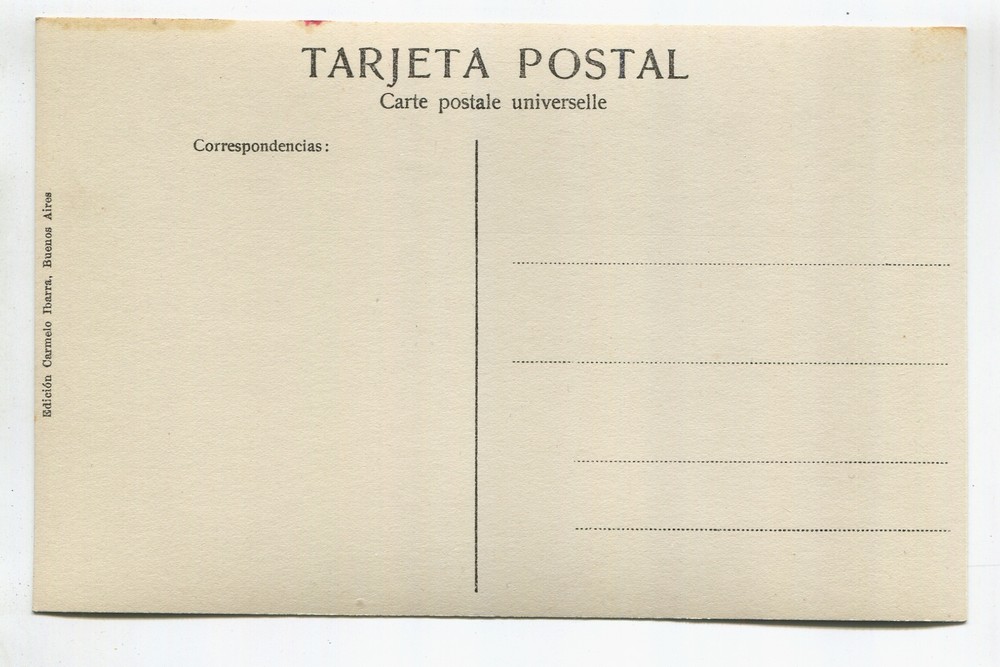 TARJETA POSTAL
Carte postale universelle
Correspondencias:
Edición Carmelo Ibarra, Buenos Aires